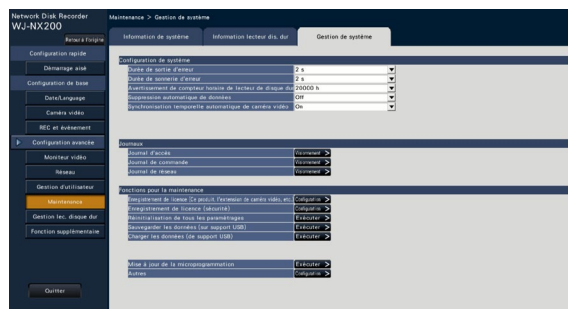 Network Disk Recorder
WJ-NX200
Retour à l'origine
Configuration rapide
Démarrage aisé
Configuration de base
Date/Language
Caméra vidéo
REC et évènement
Configuration avancée
Moniteur vidéo
Réseau
Gestion d'utilisateur
Maintenance
Gestion lec. disque dur
Fonction supplémentaire
Quitter
Maintenance > Gestion de système
Information de système
Information lecteur dis. dur
Gestion de système
Configuration de système
Durée de sortie d'erreur 2 s
Durée de sonnerie d'erreur 2 s
Avertissement de compteur horaire de lecteur de disque dur 20000 h
Suppression automatique de données Off
Synchronisation temporelle automatique de caméra vidéo On
Journaux
Journal d'accès Visionnement >
Journal de commande Visionnement >
Journal de réseau Visionnement >
Fonctions pour la maintenance
Enregistrement de licence (Ce produit, l'extension de caméra vidéo, etc.) Configuration >
Enregistrement de licence (sécurité) Configuration >
Réinitialisation de tous les paramétrages Exécuter >
Sauvegarder les données (sur support USB) Exécuter >
Charger les données (de support USB) Exécuter >
Mise à jour de la microprogrammation Exécuter >
Autres Configuration >